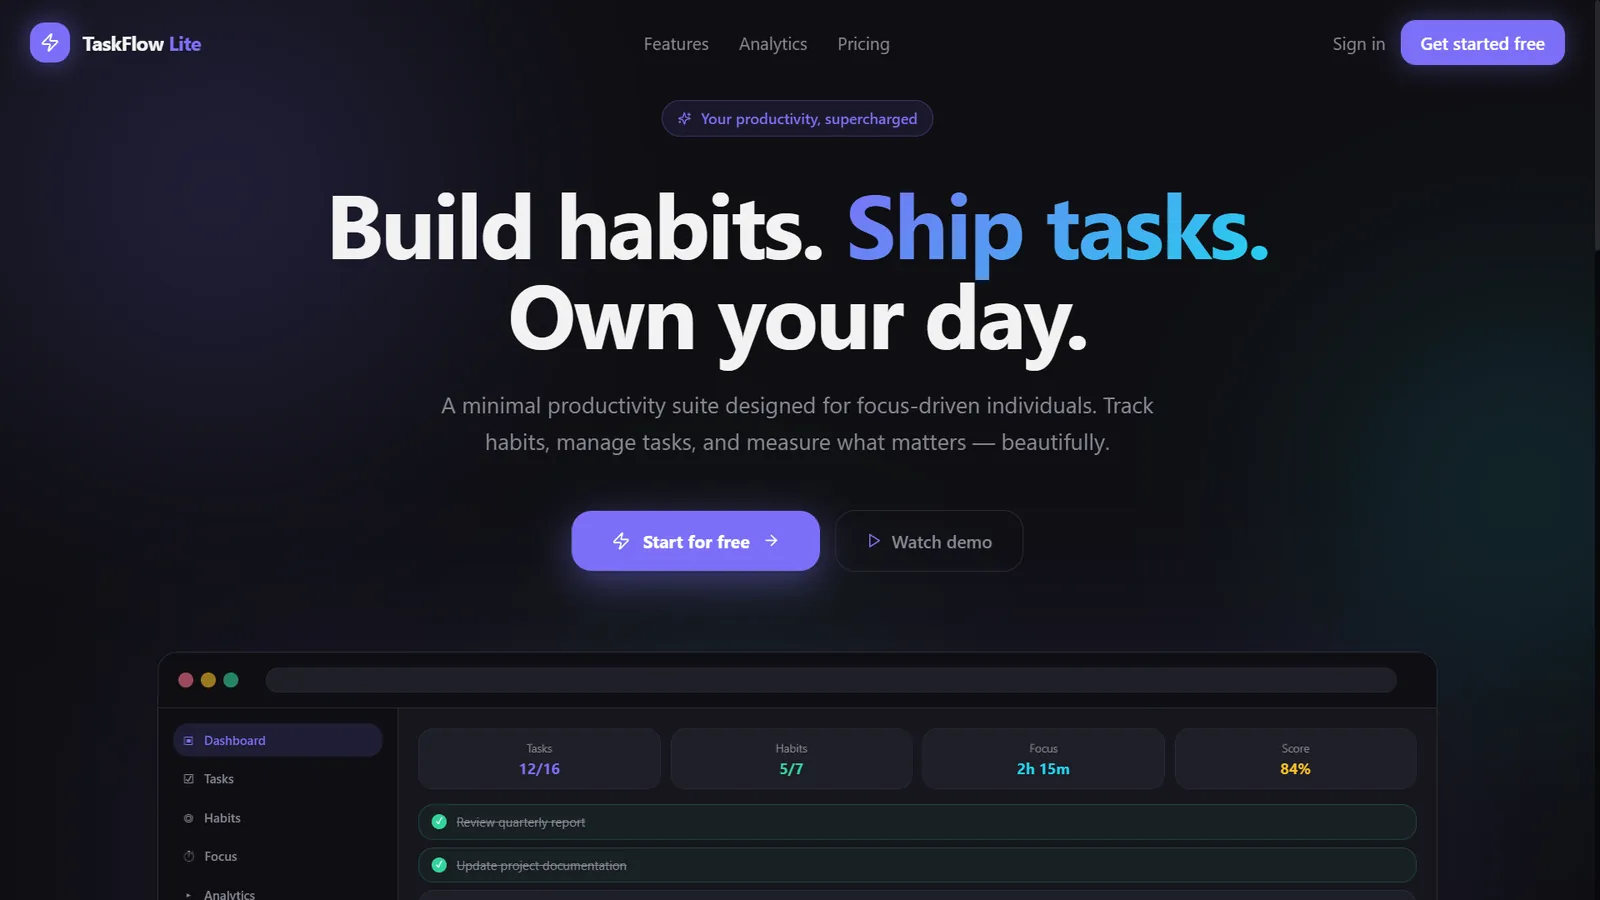 TaskFlow Lite
Features
Analytics
Pricing
Sign in
Get started free
Your productivity, supercharged
Build habits. Ship tasks.
Own your day.
A minimal productivity suite designed for focus-driven individuals. Track
habits, manage tasks, and measure what matters — beautifully.
Start for free
Watch demo
Dashboard
Tasks
Habits
Focus
Analytics
Tasks
12/16
Habits
5/7
Focus
2h 15m
Score
84%
Review quarterly report
Update project documentation